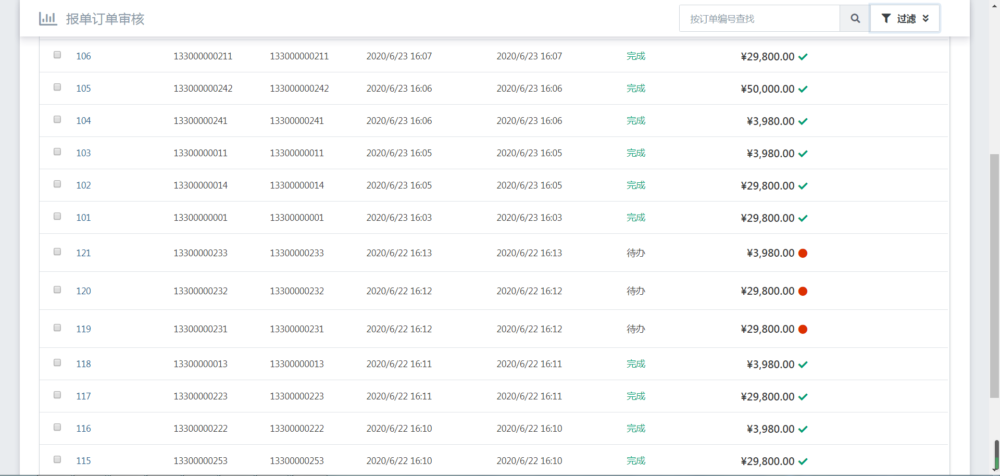 报单订单审核 按订单编号查找 过滤
106 133000000211 133000000211 2020/6/23 16:07 2020/6/23 16:07 完成 ¥29,800.00
105 133000000242 133000000242 2020/6/23 16:06 2020/6/23 16:06 完成 ¥50,000.00
104 13300000241 13300000241 2020/6/23 16:06 2020/6/23 16:06 完成 ¥3,980.00
103 13300000011 13300000011 2020/6/23 16:05 2020/6/23 16:05 完成 ¥3,980.00
102 13300000014 13300000014 2020/6/23 16:05 2020/6/23 16:05 完成 ¥29,800.00
101 13300000001 13300000001 2020/6/23 16:03 2020/6/23 16:03 完成 ¥29,800.00
121 13300000233 13300000233 2020/6/22 16:13 2020/6/22 16:13 待办 ¥3,980.00
120 13300000232 13300000232 2020/6/22 16:12 2020/6/22 16:12 待办 ¥29,800.00
119 13300000231 13300000231 2020/6/22 16:12 2020/6/22 16:12 待办 ¥29,800.00
118 13300000013 13300000013 2020/6/22 16:11 2020/6/22 16:11 完成 ¥3,980.00
117 13300000223 13300000223 2020/6/22 16:11 2020/6/22 16:11 完成 ¥29,800.00
116 13300000222 13300000222 2020/6/22 16:10 2020/6/22 16:10 完成 ¥3,980.00
115 13300000253 13300000253 2020/6/22 16:10 2020/6/22 16:10 完成 ¥29,800.00